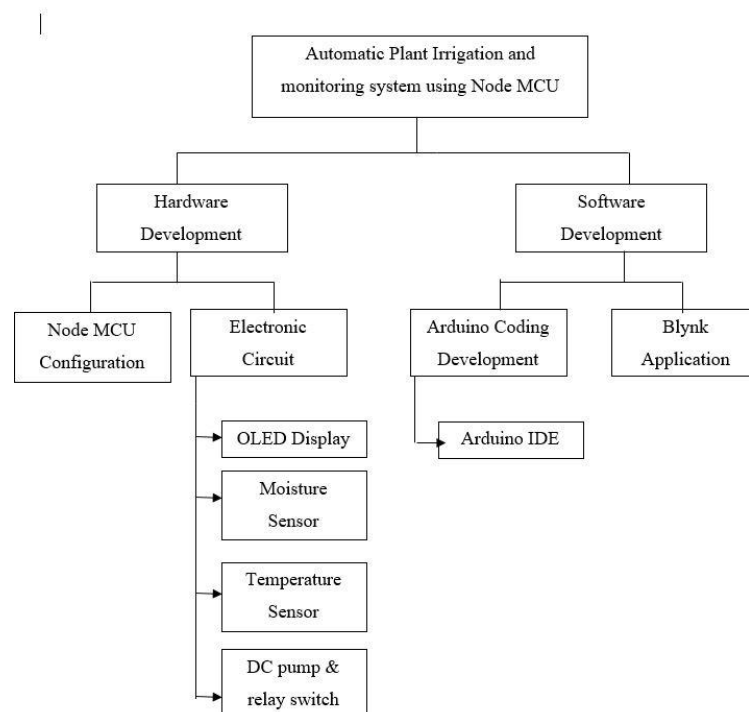 Automatic Plant Irrigation and
monitoring system using Node MCU
Hardware
Development
Software
Development
Node MCU
Configuration
Electronic
Circuit
Arduino Coding
Development
Blynk
Application
OLED Display
Arduino IDE
Moisture
Sensor
Temperature
Sensor
DC pump &
relay switch